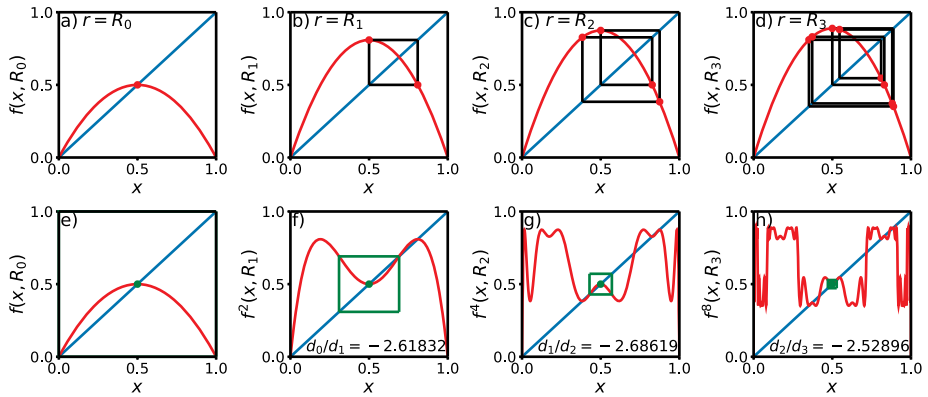 a) r = R₀
b) r = R₁
c) r = R₂
d) r = R₃
f(x, R₀)
1.0
0.5
0.0
0.0 0.5 1.0
x
f(x, R₁)
1.0
0.5
0.0
0.0 0.5 1.0
x
f(x, R₂)
1.0
0.5
0.0
0.0 0.5 1.0
x
f(x, R₃)
1.0
0.5
0.0
0.0 0.5 1.0
x
e)
f(x, R₀)
1.0
0.5
0.0
0.0 0.5 1.0
x
f)
f²(x, R₁)
1.0
0.5
0.0
d₀/d₁ = −2.61832
0.0 0.5 1.0
x
g)
f⁴(x, R₂)
1.0
0.5
0.0
d₁/d₂ = −2.68619
0.0 0.5 1.0
x
h)
f⁸(x, R₃)
1.0
0.5
0.0
d₂/d₃ = −2.52896
0.0 0.5 1.0
x